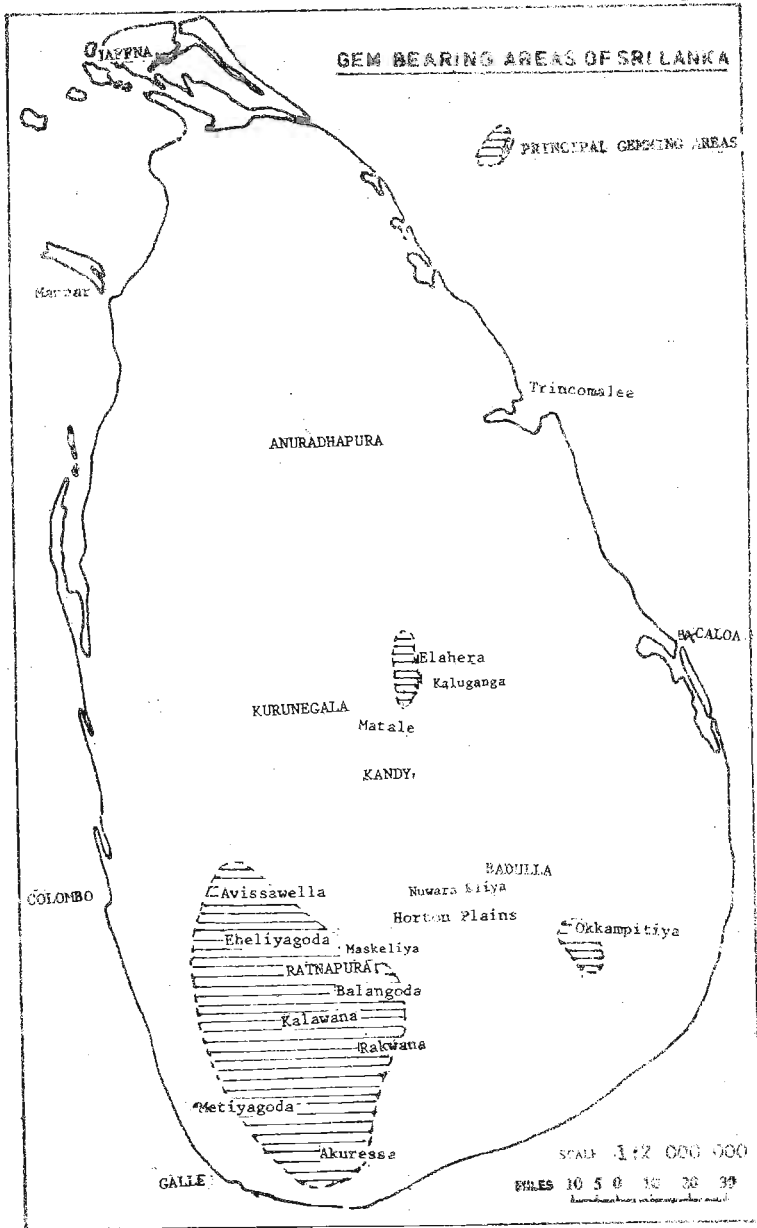 GEM BEARING AREAS OF SRI LANKA
JAFFNA
PRINCIPAL GEMMING AREAS
Mannar
Trincomalee
ANURADHAPURA
CALOA
Elahera
Kaluganga
KURUNEGALA
Matale
KANDY
BADULLA
Nuwara Eliya
Avissawella
COLOMBO
Horton Plains
Okkampitiya
Eheliyagoda
Maskeliya
RATNAPURA
Balangoda
Kalawana
Rakwana
Metiyagoda
Akuressa
SCALE 1:2 000 000
GALLE
MILES 10 5 0 10 20 30